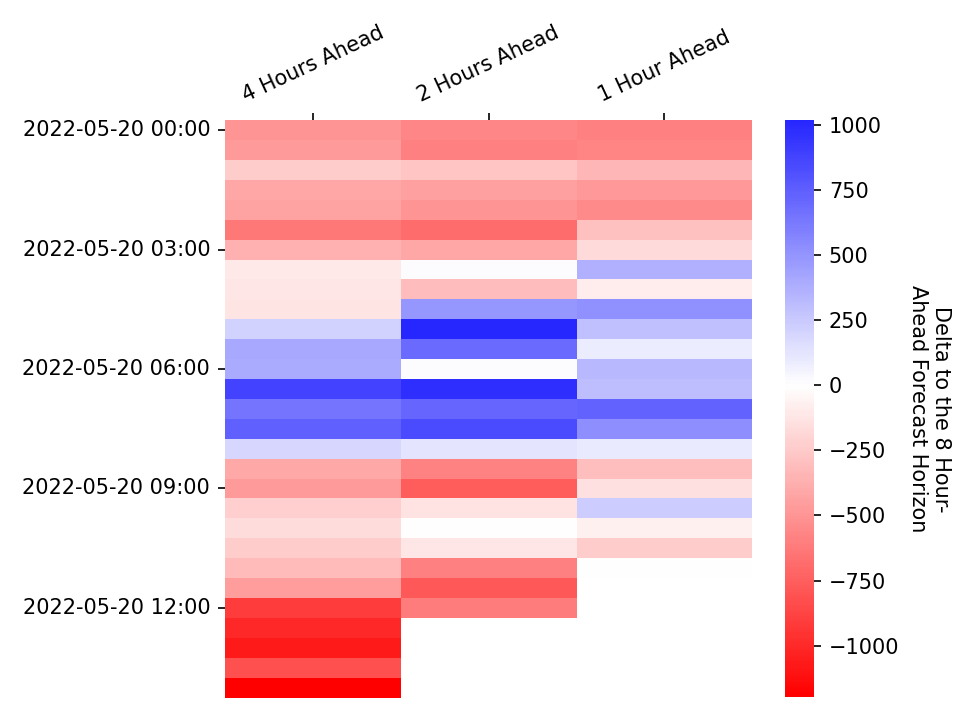 4 Hours Ahead
2 Hours Ahead
1 Hour Ahead
2022-05-20 00:00
2022-05-20 03:00
2022-05-20 06:00
2022-05-20 09:00
2022-05-20 12:00
1000
750
500
250
0
−250
−500
−750
−1000
Delta to the 8 Hour-
Ahead Forecast Horizon